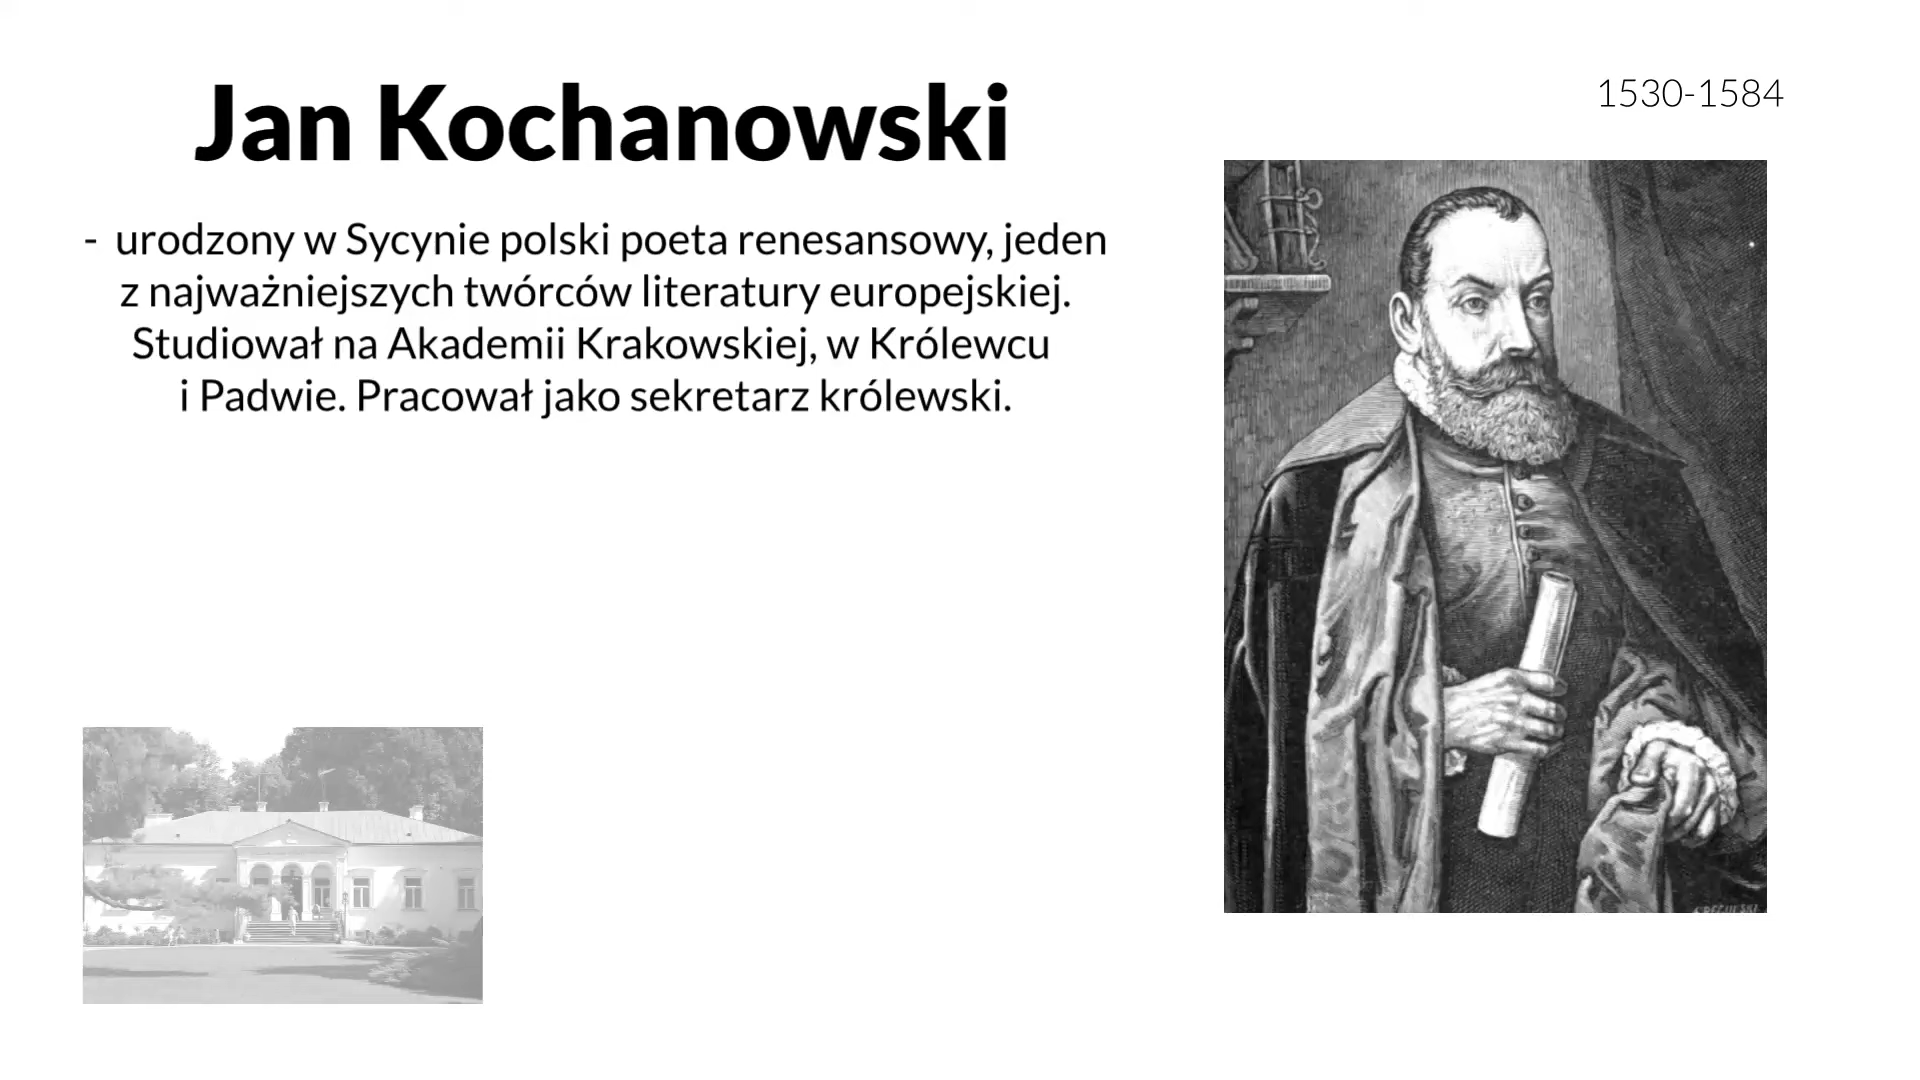 Jan Kochanowski
1530-1584
- urodzony w Sycynie polski poeta renesansowy, jeden
z najważniejszych twórców literatury europejskiej.
Studiował na Akademii Krakowskiej, w Królewcu
i Padwie. Pracował jako sekretarz królewski.